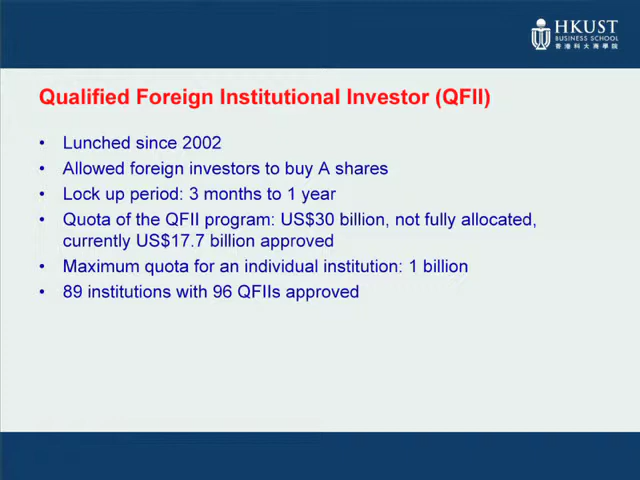 HKUST
BUSINESS SCHOOL
香港科大商學院
Qualified Foreign Institutional Investor (QFII)
• Lunched since 2002
• Allowed foreign investors to buy A shares
• Lock up period: 3 months to 1 year
• Quota of the QFII program: US$30 billion, not fully allocated,
currently US$17.7 billion approved
• Maximum quota for an individual institution: 1 billion
• 89 institutions with 96 QFIIs approved